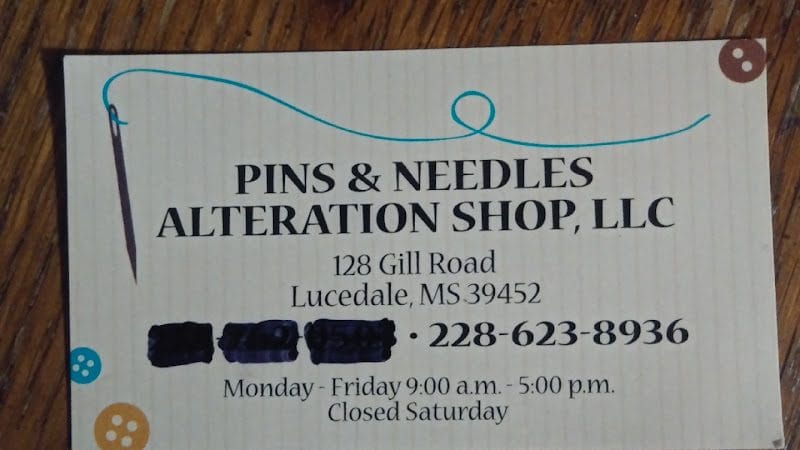 PINS & NEEDLES
ALTERATION SHOP, LLC
128 Gill Road
Lucedale, MS 39452
· 228-623-8936
Monday - Friday 9:00 a.m. - 5:00 p.m.
Closed Saturday